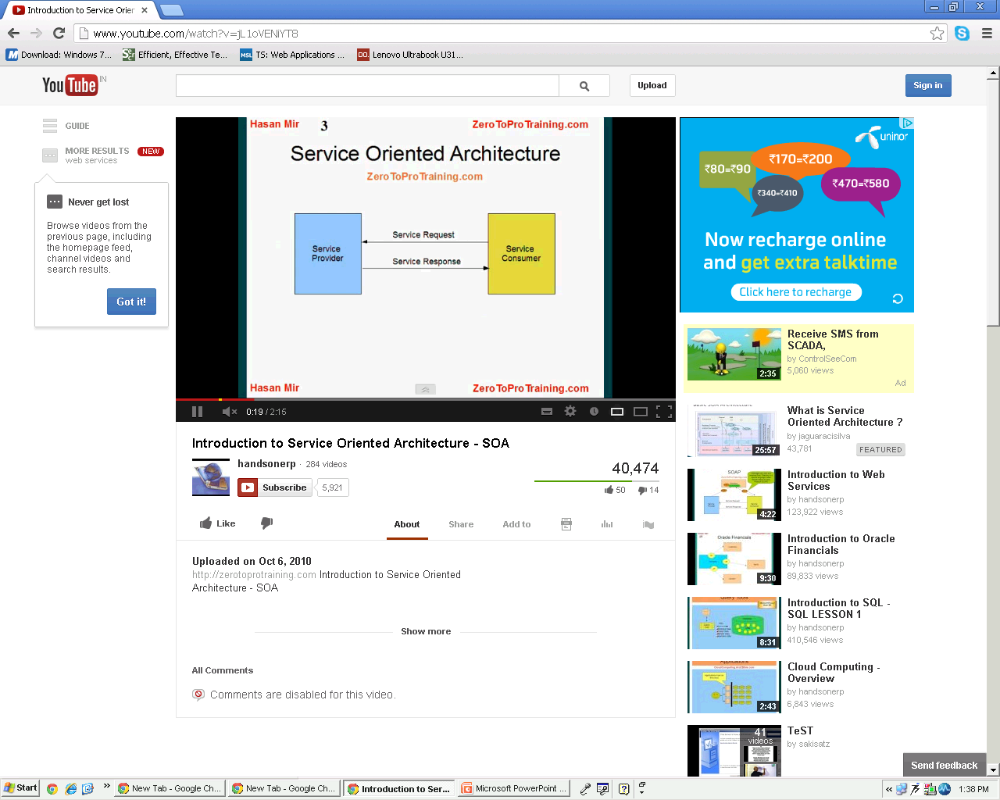 Introduction to Service Orier
www.youtube.com/watch?v=jL1oVENiYT8
Download: Windows 7...
Efficient, Effective Te...
MSL
TS: Web Applications ...
Lenovo Ultrabook U31...
YouTube IN
Upload
Sign in
GUIDE
MORE RESULTS NEW
web services
Never get lost
Browse videos from the
previous page, including
the homepage feed,
channel videos and
search results.
Got it!
Hasan Mir 3 ZeroToProTraining.com
Service Oriented Architecture
ZeroToProTraining.com
Service
Provider
Service Request
Service Response
Service
Consumer
Hasan Mir ZeroToProTraining.com
0:19 / 2:15
Introduction to Service Oriented Architecture - SOA
handsonerp · 284 videos
Subscribe 5,921
40,474
50 14
Like
About Share Add to
Uploaded on Oct 6, 2010
http://zerotoprotraining.com Introduction to Service Oriented
Architecture - SOA
Show more
All Comments
Comments are disabled for this video.
uninor
₹80=₹90
₹170=₹200
₹340=₹410
₹470=₹580
Now recharge online
and get extra talktime
Click here to recharge
2:35
Receive SMS from
SCADA,
by ControlSeeCom
5,060 views
Ad
25:57
What is Service
Oriented Architecture ?
by jaguaracisilva
43,781 FEATURED
SOAP
4:22
Introduction to Web
Services
by handsonerp
123,922 views
Oracle Financials
9:30
Introduction to Oracle
Financials
by handsonerp
89,833 views
Query Tools
8:31
Introduction to SQL -
SQL LESSON 1
by handsonerp
410,546 views
Applications
2:43
Cloud Computing -
Overview
by handsonerp
6,843 views
41
videos
TeST
by sakisatz
Send feedback
Start
New Tab - Google Ch...
New Tab - Google Ch...
Introduction to Ser...
Microsoft PowerPoint ...
1:38 PM